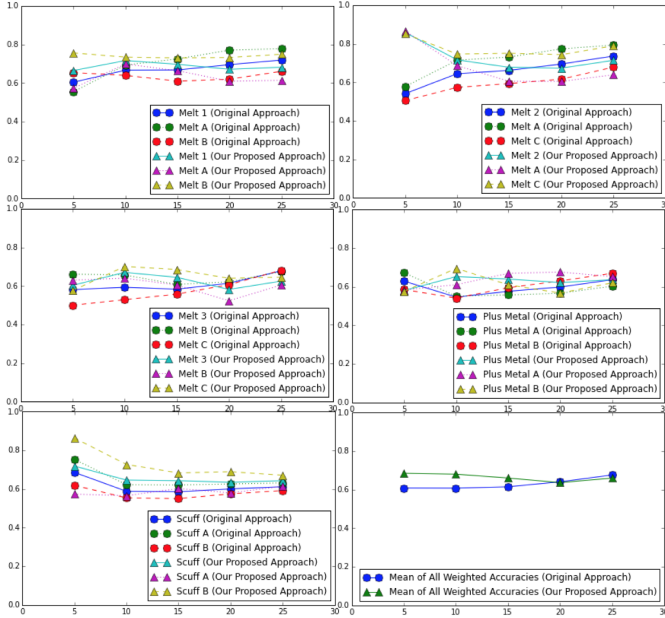 1.0
0.8
0.6
0.4
0.2
0.0
0 5 10 15 20 25 30
Melt 1 (Original Approach)
Melt A (Original Approach)
Melt B (Original Approach)
Melt 1 (Our Proposed Approach)
Melt A (Our Proposed Approach)
Melt B (Our Proposed Approach)
1.0
0.8
0.6
0.4
0.2
0.0
0 5 10 15 20 25 30
Melt 2 (Original Approach)
Melt A (Original Approach)
Melt C (Original Approach)
Melt 2 (Our Proposed Approach)
Melt A (Our Proposed Approach)
Melt C (Our Proposed Approach)
1.0
0.8
0.6
0.4
0.2
0.0
0 5 10 15 20 25 30
Melt 3 (Original Approach)
Melt B (Original Approach)
Melt C (Original Approach)
Melt 3 (Our Proposed Approach)
Melt B (Our Proposed Approach)
Melt C (Our Proposed Approach)
1.0
0.8
0.6
0.4
0.2
0.0
0 5 10 15 20 25 30
Plus Metal (Original Approach)
Plus Metal A (Original Approach)
Plus Metal B (Original Approach)
Plus Metal (Our Proposed Approach)
Plus Metal A (Our Proposed Approach)
Plus Metal B (Our Proposed Approach)
1.0
0.8
0.6
0.4
0.2
0.0
0 5 10 15 20 25 30
Scuff (Original Approach)
Scuff A (Original Approach)
Scuff B (Original Approach)
Scuff (Our Proposed Approach)
Scuff A (Our Proposed Approach)
Scuff B (Our Proposed Approach)
1.0
0.8
0.6
0.4
0.2
0.0
0 5 10 15 20 25 30
Mean of All Weighted Accuracies (Original Approach)
Mean of All Weighted Accuracies (Our Proposed Approach)